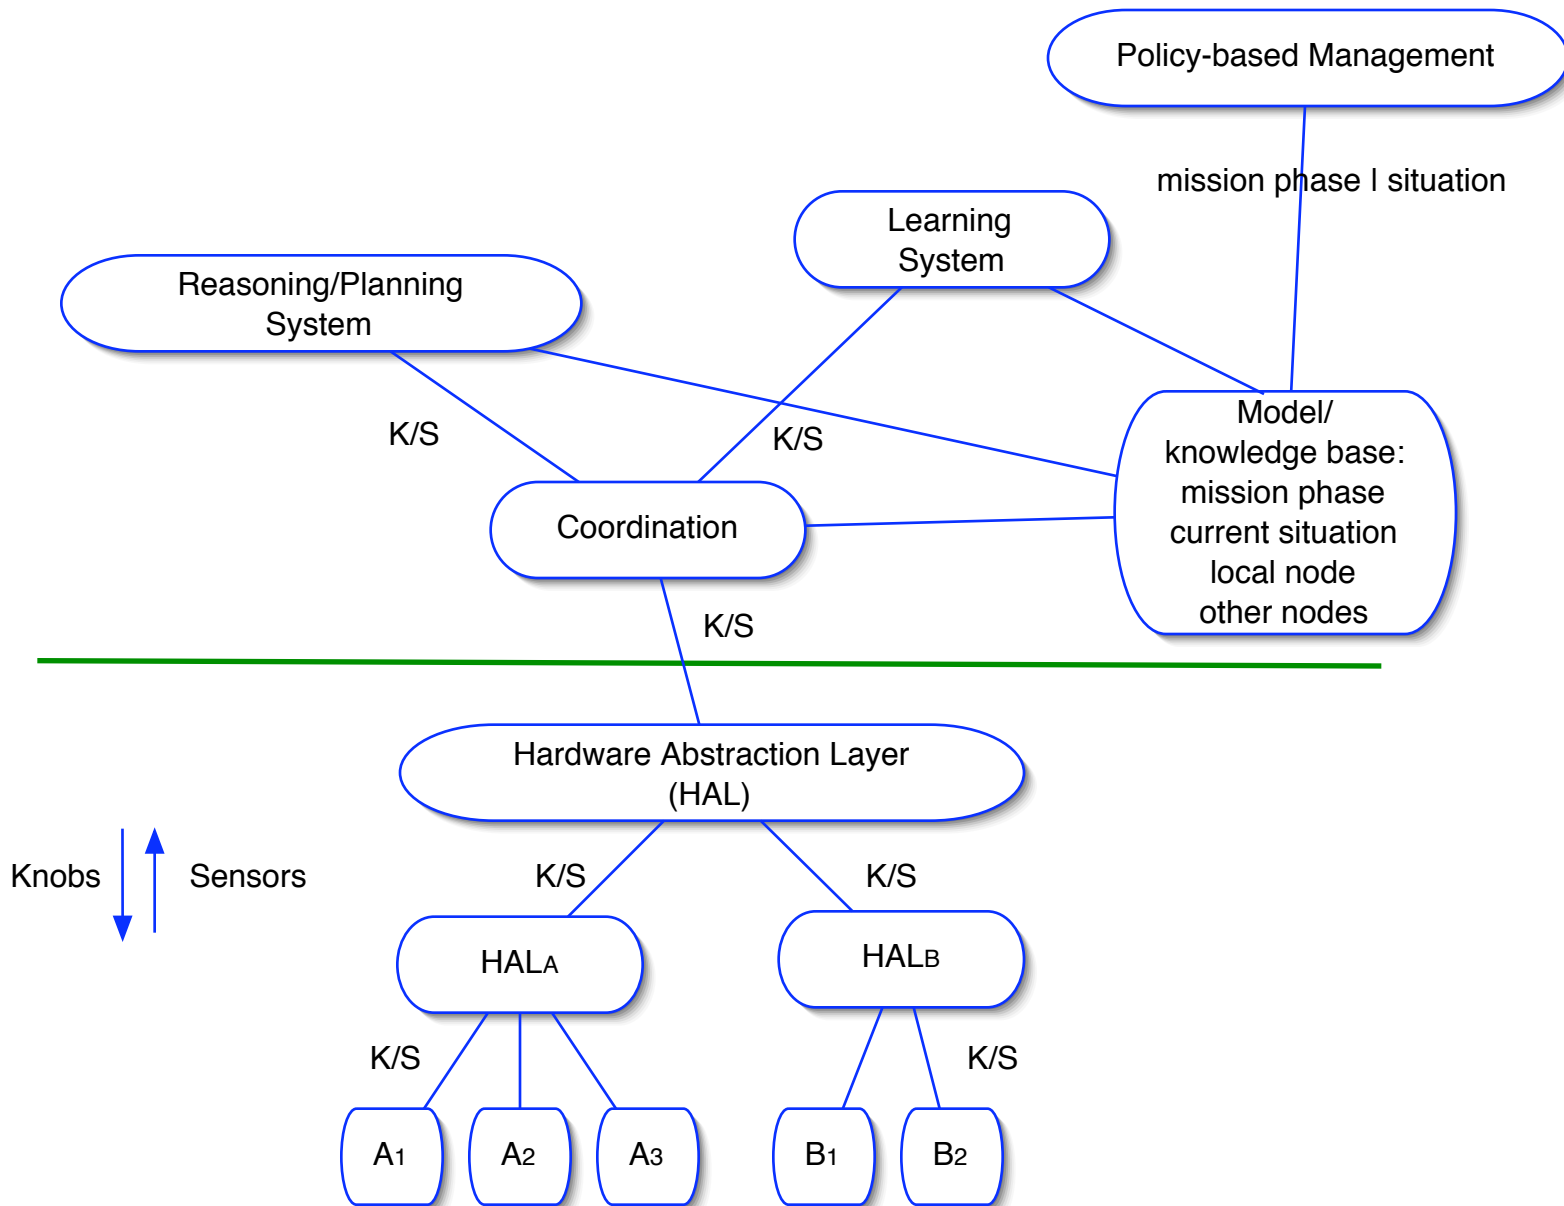 Policy-based Management
mission phase | situation
Learning
System
Reasoning/Planning
System
K/S
K/S
Model/
knowledge base:
mission phase
current situation
local node
other nodes
Coordination
K/S
Hardware Abstraction Layer
(HAL)
Knobs
Sensors
K/S
K/S
HALA
HALB
K/S
K/S
A1
A2
A3
B1
B2